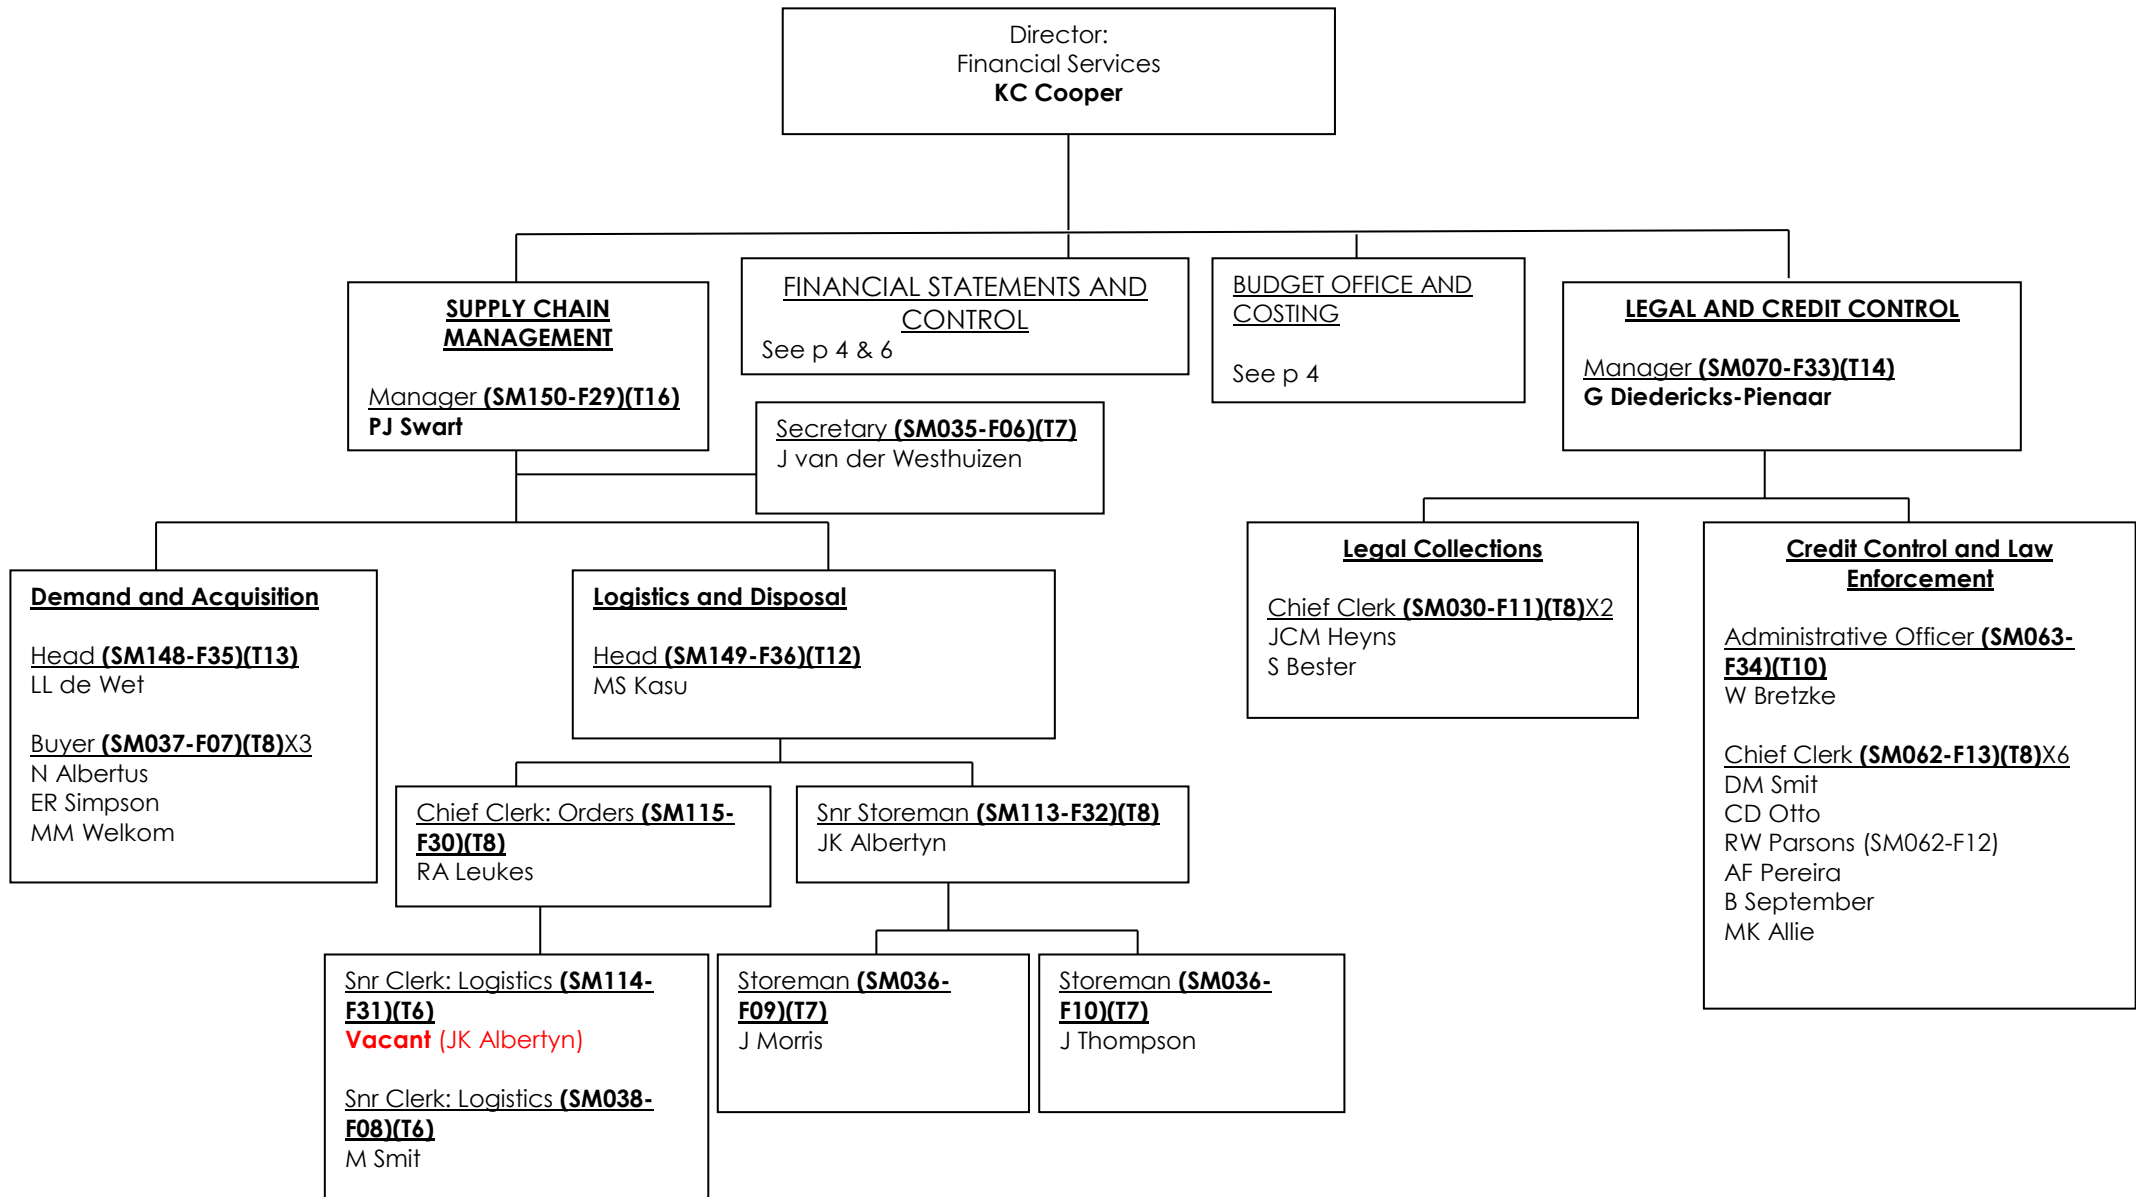 Director:
Financial Services
KC Cooper
SUPPLY CHAIN
MANAGEMENT
Manager (SM150-F29)(T16)
PJ Swart
FINANCIAL STATEMENTS AND
CONTROL
See p 4 & 6
BUDGET OFFICE AND
COSTING
See p 4
LEGAL AND CREDIT CONTROL
Manager (SM070-F33)(T14)
G Diedericks-Pienaar
Secretary (SM035-F06)(T7)
J van der Westhuizen
Demand and Acquisition
Head (SM148-F35)(T13)
LL de Wet
Buyer (SM037-F07)(T8)X3
N Albertus
ER Simpson
MM Welkom
Logistics and Disposal
Head (SM149-F36)(T12)
MS Kasu
Legal Collections
Chief Clerk (SM030-F11)(T8)X2
JCM Heyns
S Bester
Credit Control and Law
Enforcement
Administrative Officer (SM063-
F34)(T10)
W Bretzke
Chief Clerk (SM062-F13)(T8)X6
DM Smit
CD Otto
RW Parsons (SM062-F12)
AF Pereira
B September
MK Allie
Chief Clerk: Orders (SM115-
F30)(T8)
RA Leukes
Snr Storeman (SM113-F32)(T8)
JK Albertyn
Snr Clerk: Logistics (SM114-
F31)(T6)
Vacant (JK Albertyn)
Snr Clerk: Logistics (SM038-
F08)(T6)
M Smit
Storeman (SM036-
F09)(T7)
J Morris
Storeman (SM036-
F10)(T7)
J Thompson